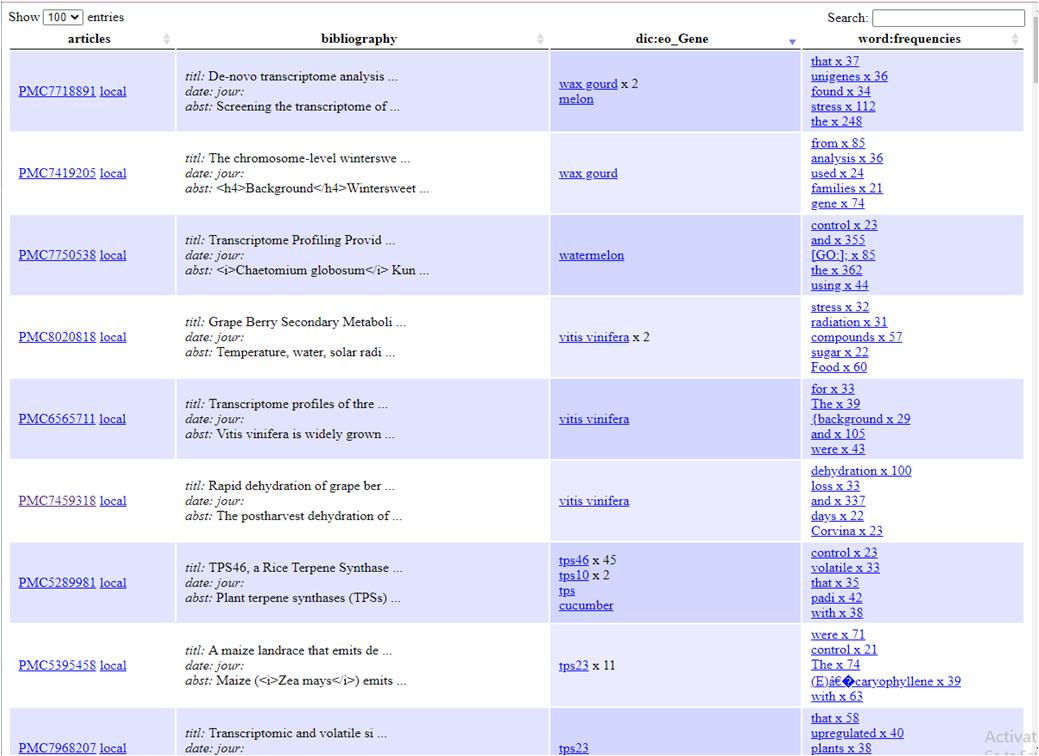 Show 100 entries Search:
articles bibliography dic:eo_Gene word:frequencies
PMC7718891 local
titl: De-novo transcriptome analysis ...
date: jour:
abst: Screening the transcriptome of ...
wax gourd x 2
melon
that x 37
unigenes x 36
found x 34
stress x 112
the x 248
PMC7419205 local
titl: The chromosome-level winterswe ...
date: jour:
abst: <h4>Background</h4>Wintersweet ...
wax gourd
from x 85
analysis x 36
used x 24
families x 21
gene x 74
PMC7750538 local
titl: Transcriptome Profiling Provid ...
date: jour:
abst: <i>Chaetomium globosum</i> Kun ...
watermelon
control x 23
and x 355
[GO:]; x 85
the x 362
using x 44
PMC8020818 local
titl: Grape Berry Secondary Metaboli ...
date: jour:
abst: Temperature, water, solar radi ...
vitis vinifera x 2
stress x 32
radiation x 31
compounds x 57
sugar x 22
Food x 60
PMC6565711 local
titl: Transcriptome profiles of thre ...
date: jour:
abst: Vitis vinifera is widely grown ...
vitis vinifera
for x 33
The x 39
{background x 29
and x 105
were x 43
PMC7459318 local
titl: Rapid dehydration of grape ber ...
date: jour:
abst: The postharvest dehydration of ...
vitis vinifera
dehydration x 100
loss x 33
and x 337
days x 22
Corvina x 23
PMC5289981 local
titl: TPS46, a Rice Terpene Synthase ...
date: jour:
abst: Plant terpene synthases (TPSs) ...
tps46 x 45
tps10 x 2
tps
cucumber
control x 23
volatile x 33
that x 35
padi x 42
with x 38
PMC5395458 local
titl: A maize landrace that emits de ...
date: jour:
abst: Maize (<i>Zea mays</i>) emits ...
tps23 x 11
were x 71
control x 21
The x 74
(E)â€�caryophyllene x 39
with x 63
PMC7968207 local
titl: Transcriptomic and volatile si ...
date: jour:
tps23
that x 58
upregulated x 40
plants x 38
Activat